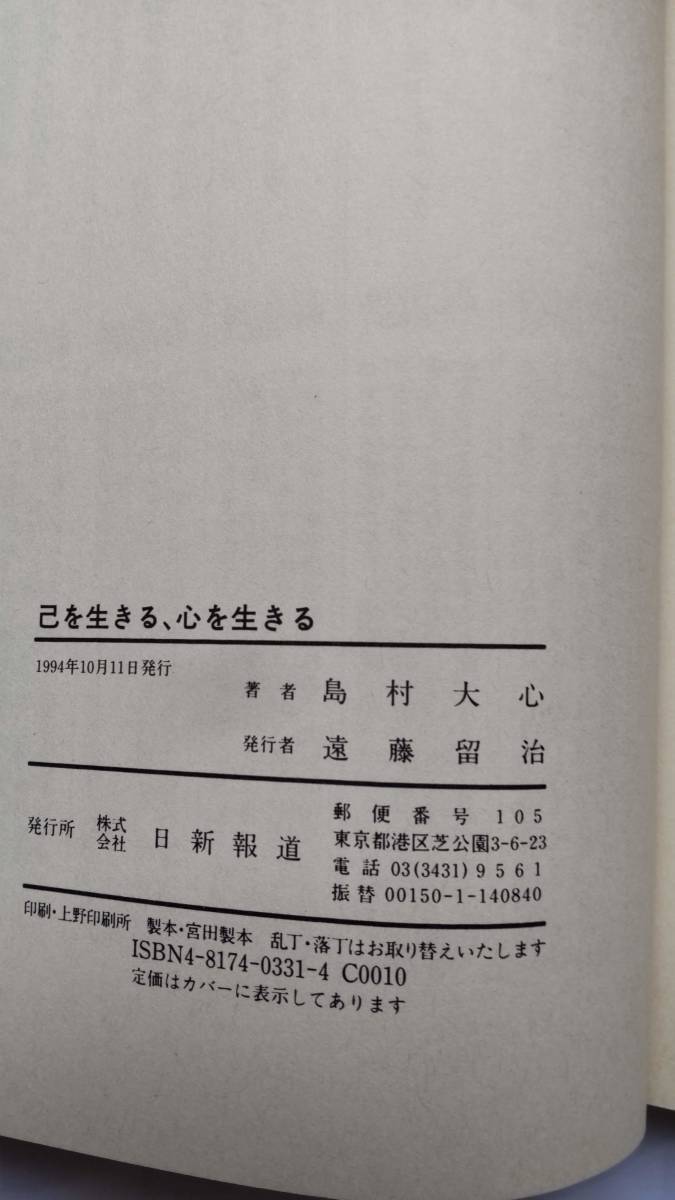 己を生きる、心を生きる
1994年10月11日発行
著者 島村大心
発行者 遠藤留治
発行所 株式会社 日新報道
郵便番号 105
東京都港区芝公園3-6-23
電話 03(3431)9561
振替 00150-1-140840
印刷・上野印刷所 製本・宮田製本 乱丁・落丁はお取り替えいたします
ISBN4-8174-0331-4 C0010
定価はカバーに表示してあります